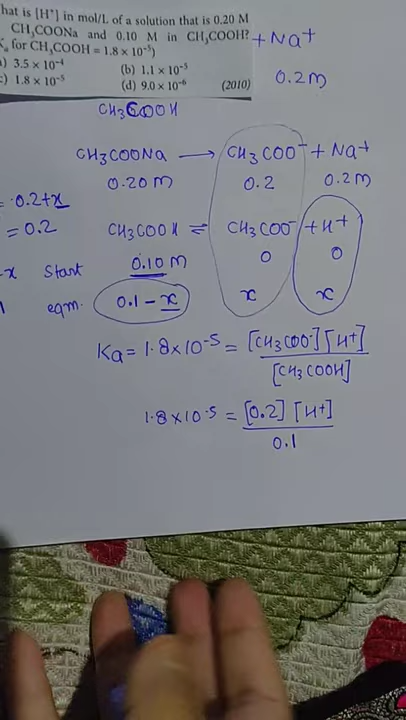 hat is [H⁺] in mol/L of a solution that is 0.20 M
CH₃COONa and 0.10 M in CH₃COOH?
for CH₃COOH = 1.8 × 10⁻⁵)
3.5 × 10⁻⁴ (b) 1.1 × 10⁻⁵
1.8 × 10⁻⁵ (d) 9.0 × 10⁻⁶ (2010)
+ Na⁺
0.2 M
CH₃COOH
CH₃COONa ⟶ CH₃COO⁻ + Na⁺
0.20 M 0.2 0.2 M
= 0.2 + x
= 0.2
CH₃COOH ⇌ CH₃COO⁻ + H⁺
-x Start 0.10 M 0 0
eqm. 0.1 - x x x
Ka = 1.8 × 10⁻⁵ = [CH₃COO⁻] [H⁺]
[CH₃COOH]
1.8 × 10⁻⁵ = [0.2] [H⁺]
0.1